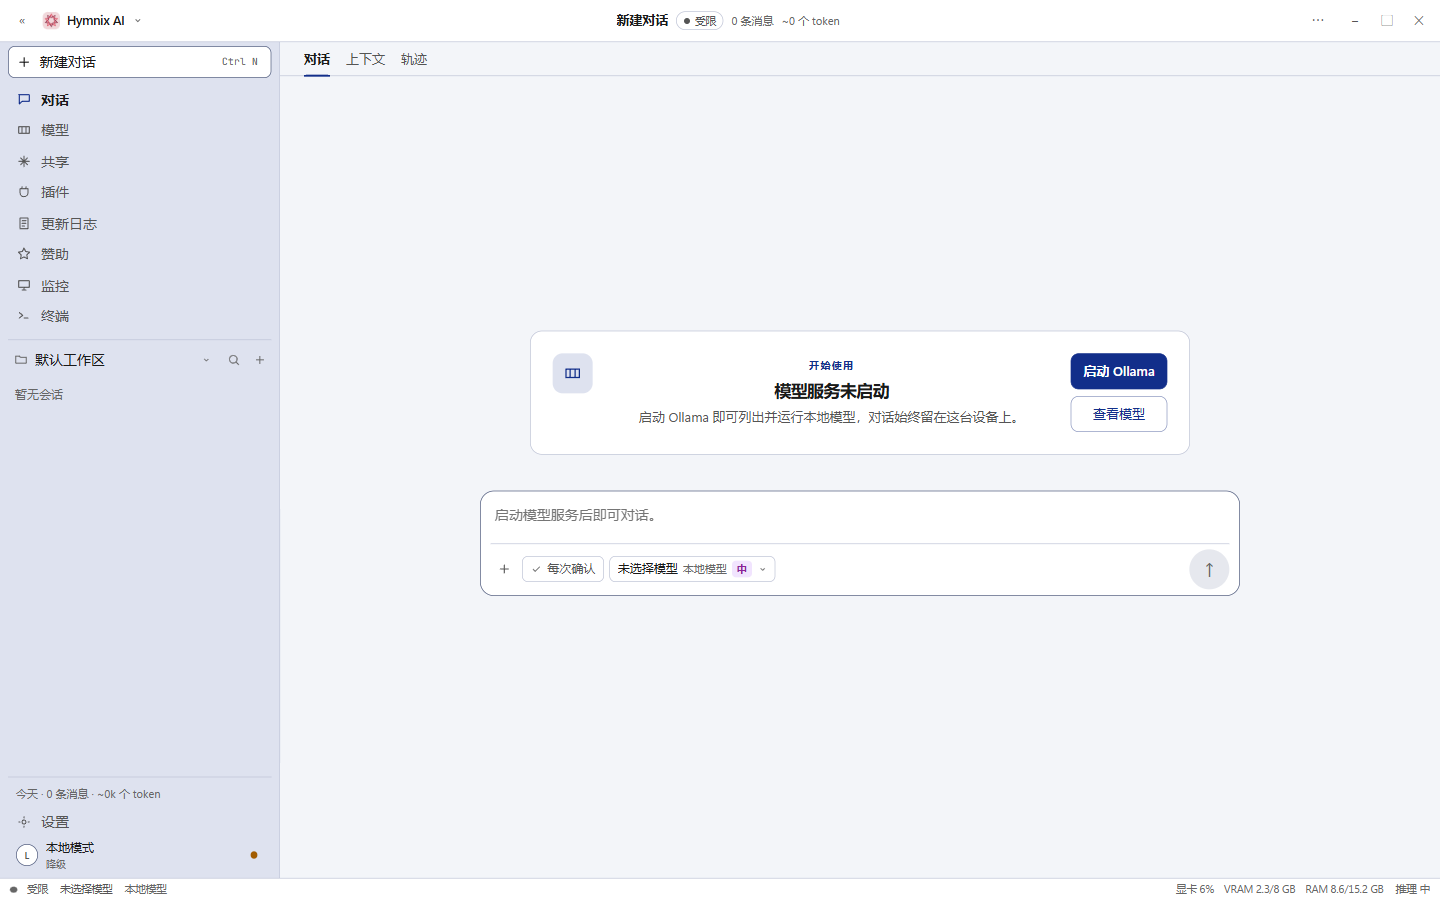 « Hymnix AI
新建对话 受限 0 条消息 ~0 个 token
新建对话 Ctrl N
对话
模型
共享
插件
更新日志
赞助
监控
终端
默认工作区
暂无会话
今天 · 0 条消息 · ~0k 个 token
设置
L 本地模式
降级
对话 上下文 轨迹
开始使用
模型服务未启动
启动 Ollama 即可列出并运行本地模型，对话始终留在这台设备上。
启动 Ollama
查看模型
启动模型服务后即可对话。
每次确认 未选择模型 本地模型 中
受限 未选择模型 本地模型
显卡 6% VRAM 2.3/8 GB RAM 8.6/15.2 GB 推理 中